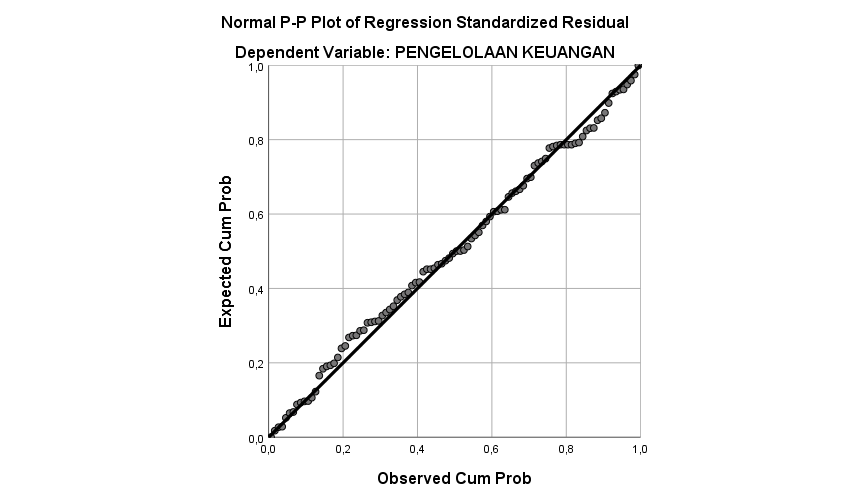 Normal P-P Plot of Regression Standardized Residual
Dependent Variable: PENGELOLAAN KEUANGAN
Expected Cum Prob
1,0
0,8
0,6
0,4
0,2
0,0
0,0 0,2 0,4 0,6 0,8 1,0
Observed Cum Prob